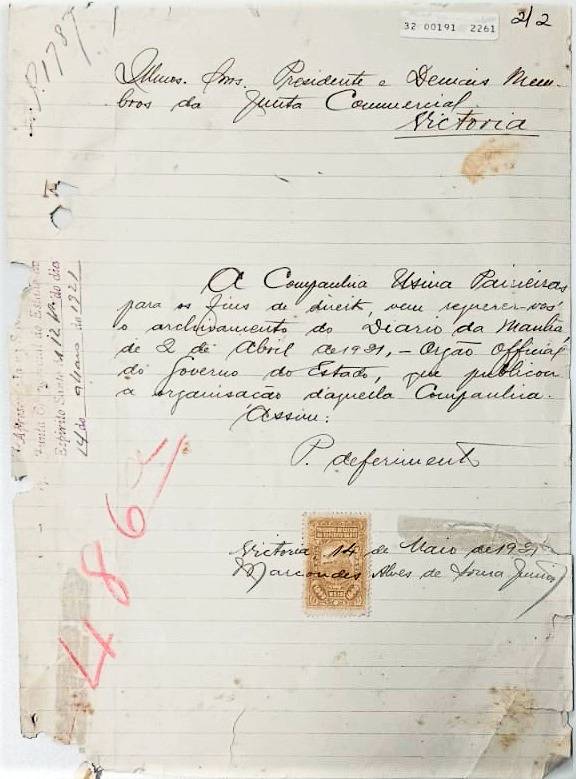 32 00191 2261
2/2
D. 1787
Illmos. Snrs. Presidente e Demais Mem-
bros da Junta Commercial.
Victoria
A Companhia Usina Paineiras
para os fins de direito, vem requerer-vos
o archivamento do Diario da Manhã,
de 2 de Abril de 1921, - Orgão Official
do Governo do Estado, que publicou
a organisação d'aquella Companhia.
Assim:
P. deferimento
Victoria, 14 de Maio de 1921
Marcondes Alves de Souza Junior
REIS
Junta Commercial do Estado do
Espirito Santo 12 do dia
14 de Maio de 1921
486